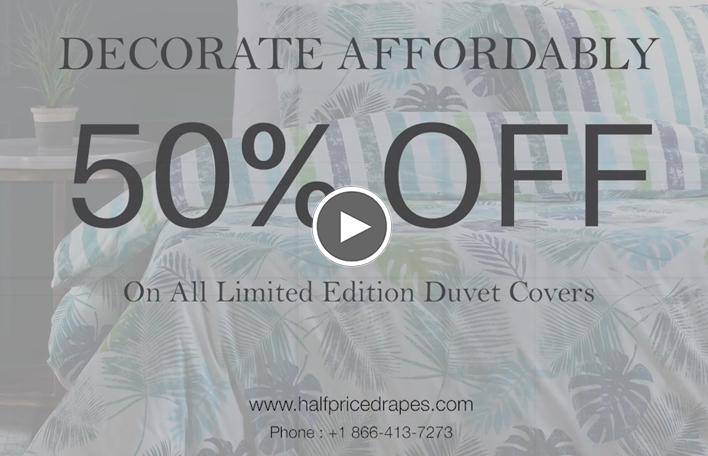 DECORATE AFFORDABLY
50% OFF
On All Limited Edition Duvet Covers
www.halfpricedrapes.com
Phone : +1 866-413-7273